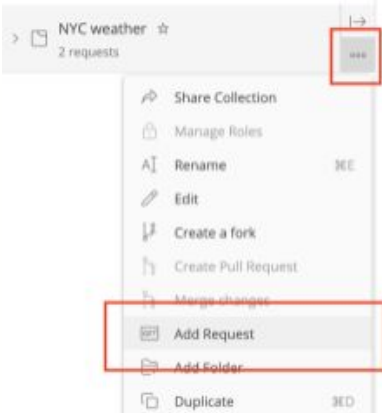 NYC weather
2 requests
Share Collection
Manage Roles
Rename ⌘E
Edit
Create a fork
Create Pull Request
Merge changes
GET Add Request
Add Folder
Duplicate ⌘D